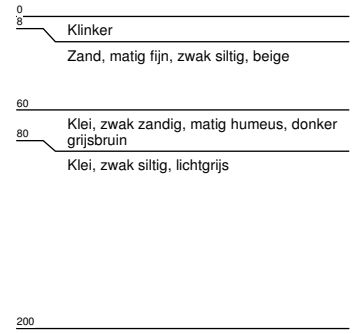 0
8
Klinker
Zand, matig fijn, zwak siltig, beige
60
Klei, zwak zandig, matig humeus, donker
grijsbruin
80
Klei, zwak siltig, lichtgrijs
200